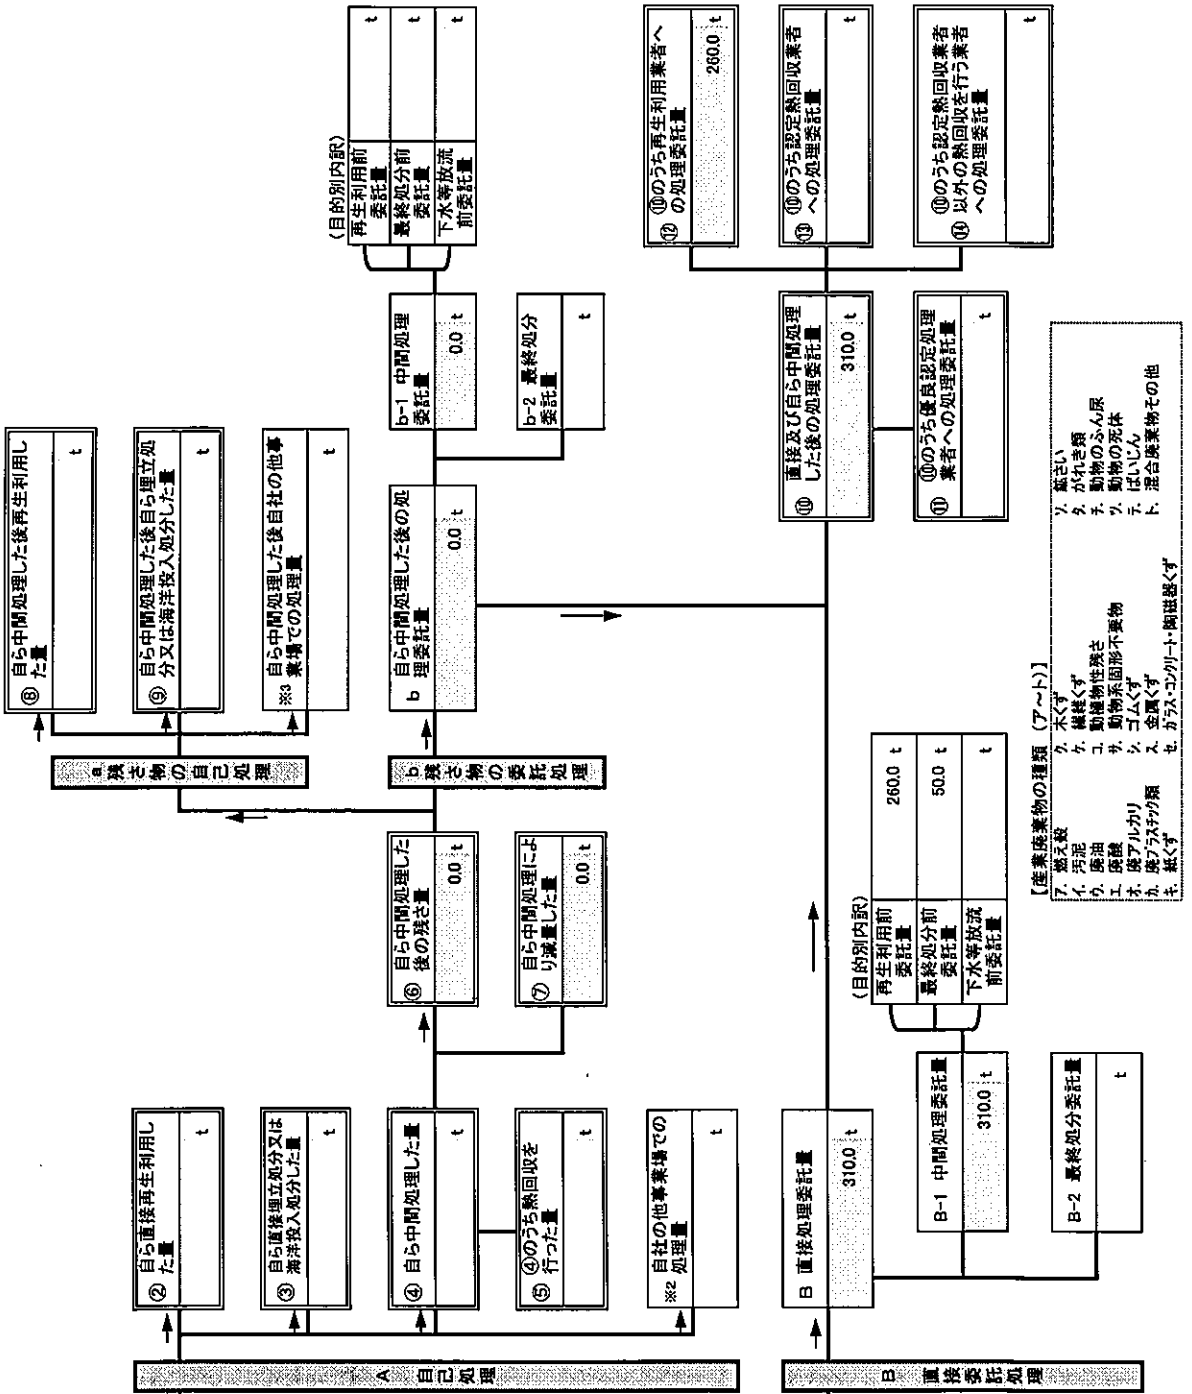 A 自己処理
② 自ら直接再生利用し
た量
t
③ 自ら直接埋立処分又は
海洋投入処分した量
t
④ 自ら中間処理した量
t
⑤ ④のうち熱回収を
行った量
t
※2 自社の他事業場での
処理量
t
⑥ 自ら中間処理した
後の残さ量
0.0 t
⑦ 自ら中間処理によ
り減量した量
0.0 t
a 残さ物の自己処理
⑧ 自ら中間処理した後再生利用し
た量
t
⑨ 自ら中間処理した後自ら埋立処
分又は海洋投入処分した量
t
※3 自ら中間処理した後自社の他事
業場での処理量
t
b 残さ物の委託処理
b 自ら中間処理した後の処
理委託量
0.0 t
b-1 中間処理
委託量
0.0 t
b-2 最終処分
委託量
t
(目的別内訳)
再生利用前
委託量
t
最終処分前
委託量
t
下水等放流
前委託量
t
B 直接委託処理
B 直接処理委託量
310.0 t
B-1 中間処理委託量
310.0 t
B-2 最終処分委託量
t
(目的別内訳)
再生利用前
委託量
260.0 t
最終処分前
委託量
50.0 t
下水等放流
前委託量
t
⑩ 直接及び自ら中間処理
した後の処理委託量
310.0 t
⑪ ⑩のうち優良認定処理
業者への処理委託量
t
⑫ ⑩のうち再生利用業者へ
の処理委託量
260.0 t
⑬ ⑩のうち認定熱回収業者
への処理委託量
t
⑭ ⑩のうち認定熱回収業者
以外の熱回収を行う業者
への処理委託量
t
【産業廃棄物の種類 (ア~ト)】
ア. 燃え殻
イ. 汚泥
ウ. 廃油
エ. 廃酸
オ. 廃アルカリ
カ. 廃プラスチック類
キ. 紙くず
ク. 木くず
ケ. 繊維くず
コ. 動植物性残さ
サ. 動物系固形不要物
シ. ゴムくず
ス. 金属くず
セ. ガラス・コンクリート・陶磁器くず
ソ. 鉱さい
タ. がれき類
チ. 動物のふん尿
ツ. 動物の死体
テ. ばいじん
ト. 混合廃棄物その他